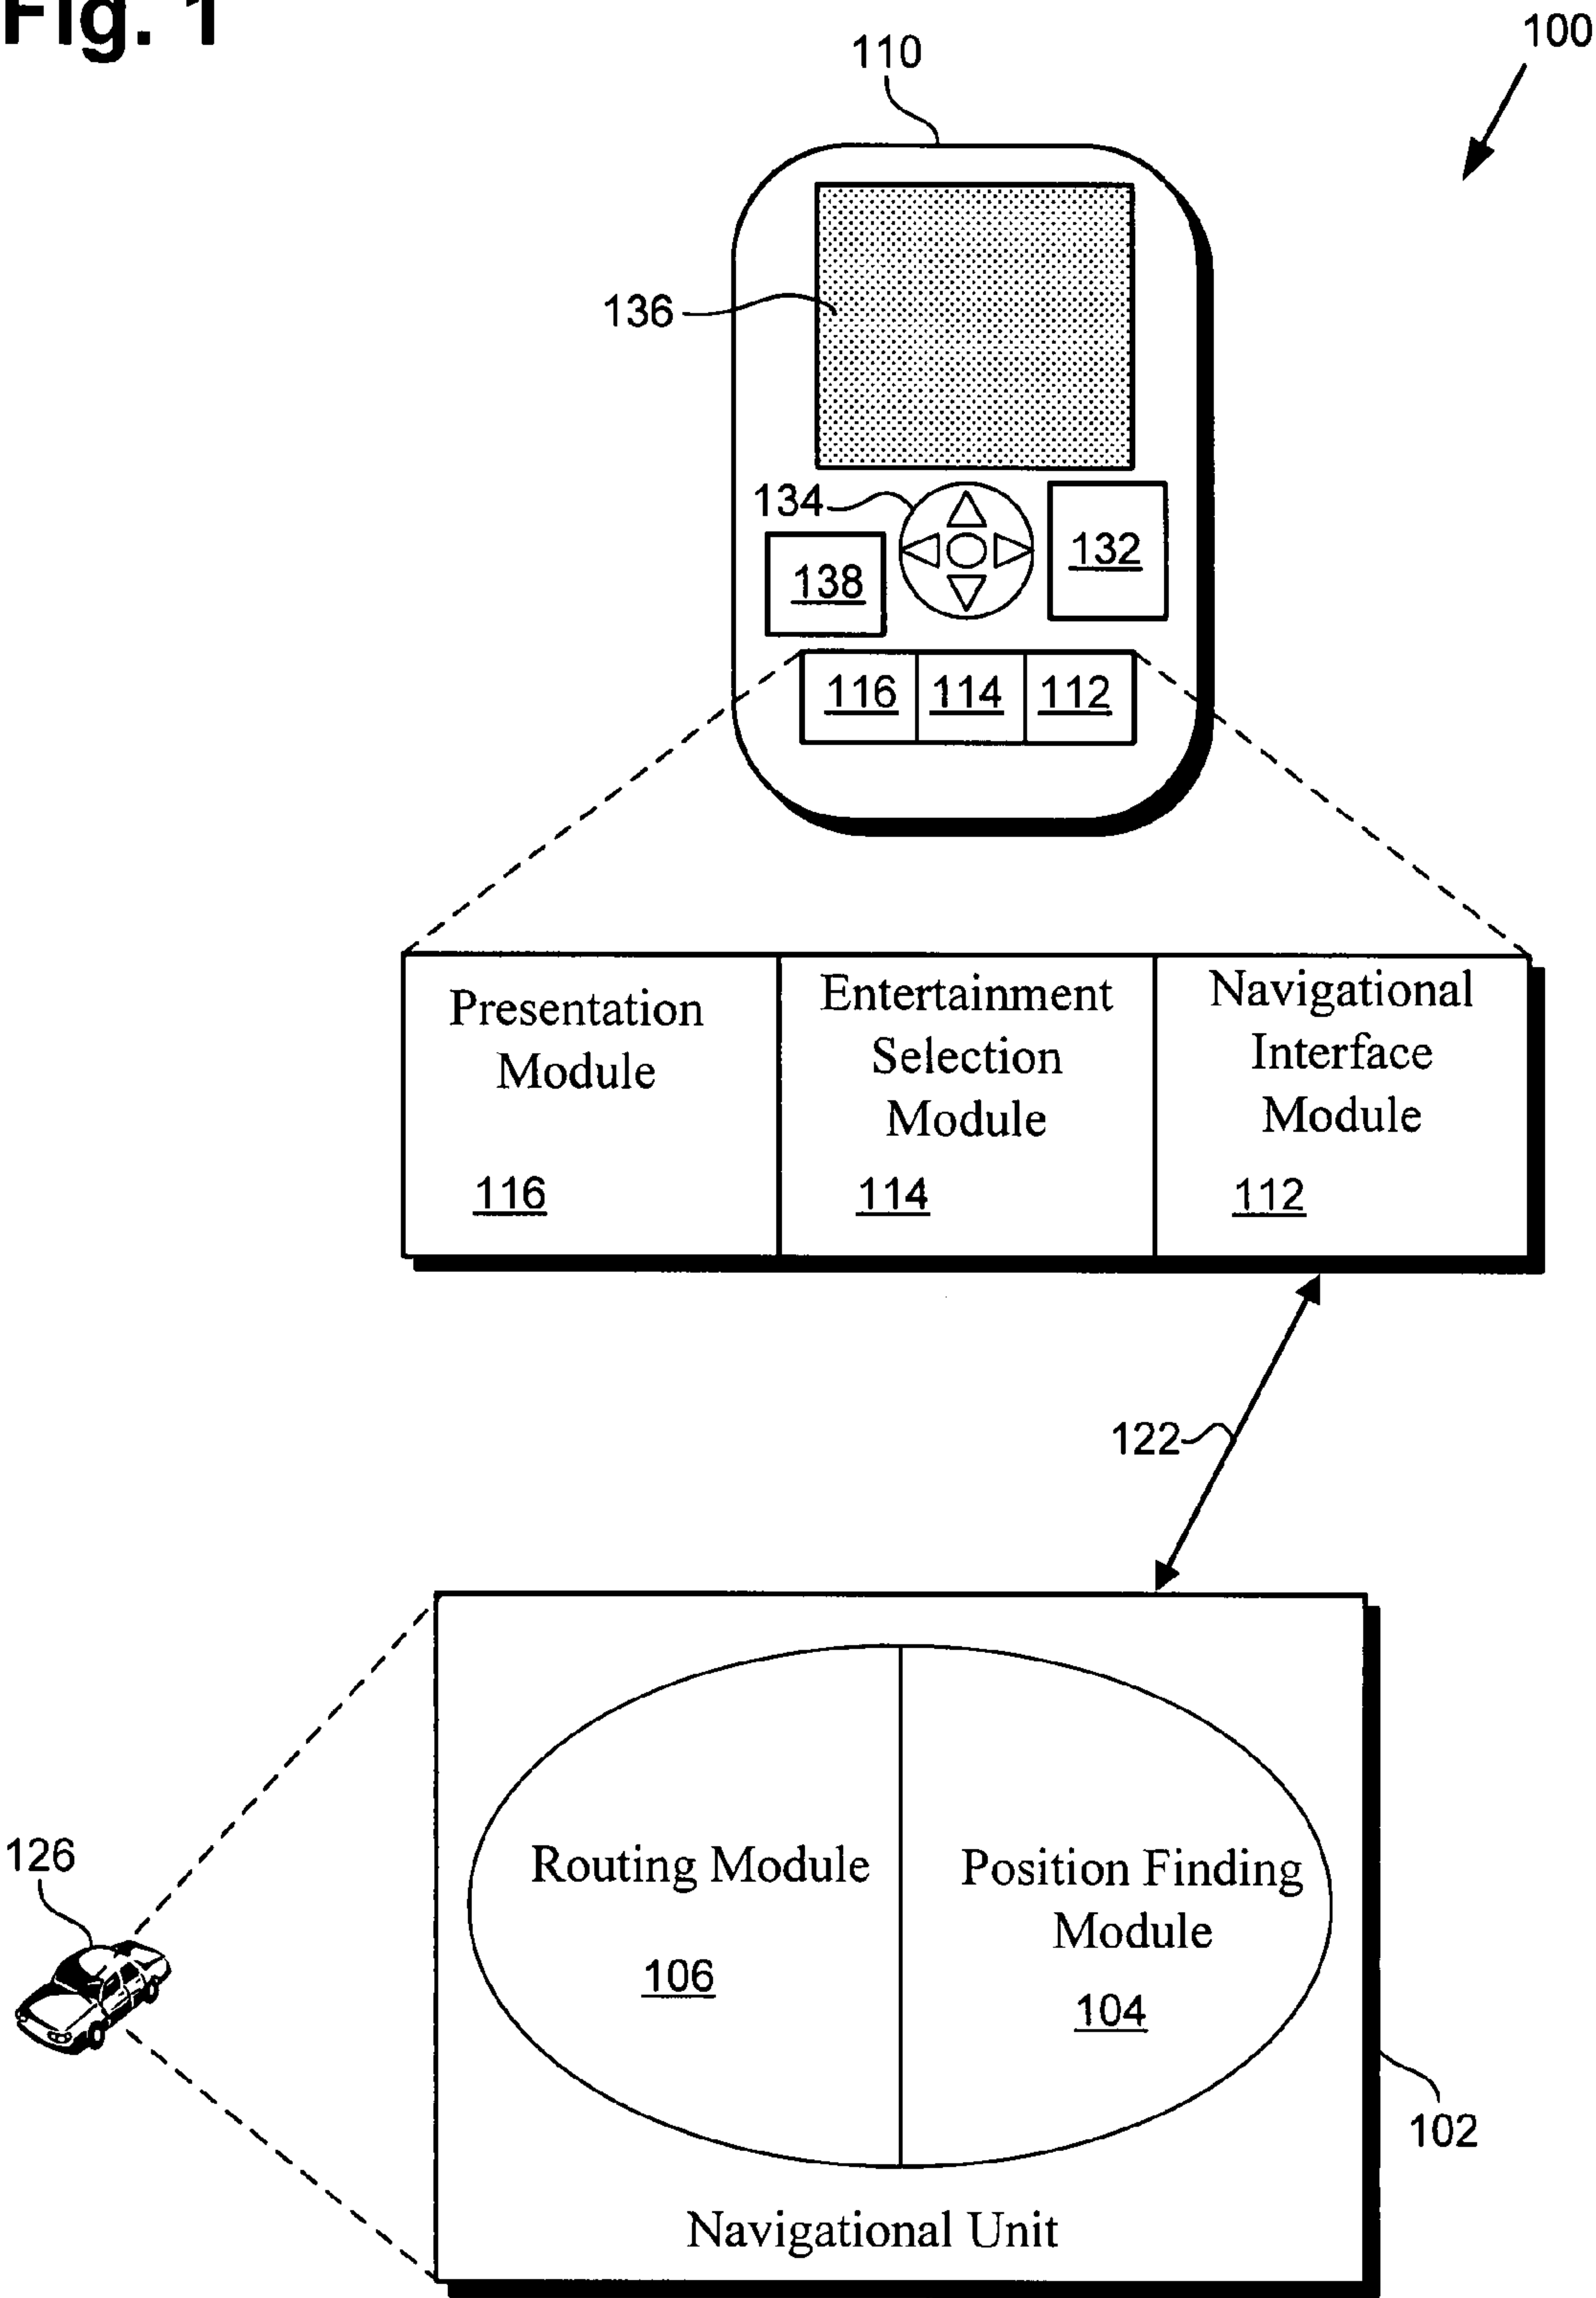 Fig. 1
100
110
136
134
132
138
116 114 112
Presentation
Module
116
Entertainment
Selection
Module
114
Navigational
Interface
Module
112
122
126
Routing Module
106
Position Finding
Module
104
102
Navigational Unit